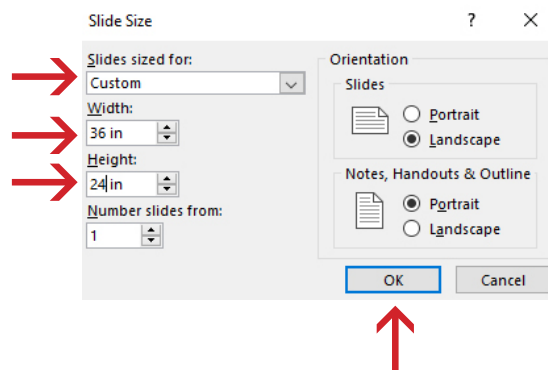 Slide Size ? ×
Slides sized for:
Custom
Width:
36 in
Height:
24 in
Number slides from:
1
Orientation
Slides
Portrait
Landscape
Notes, Handouts & Outline
Portrait
Landscape
OK
Cancel